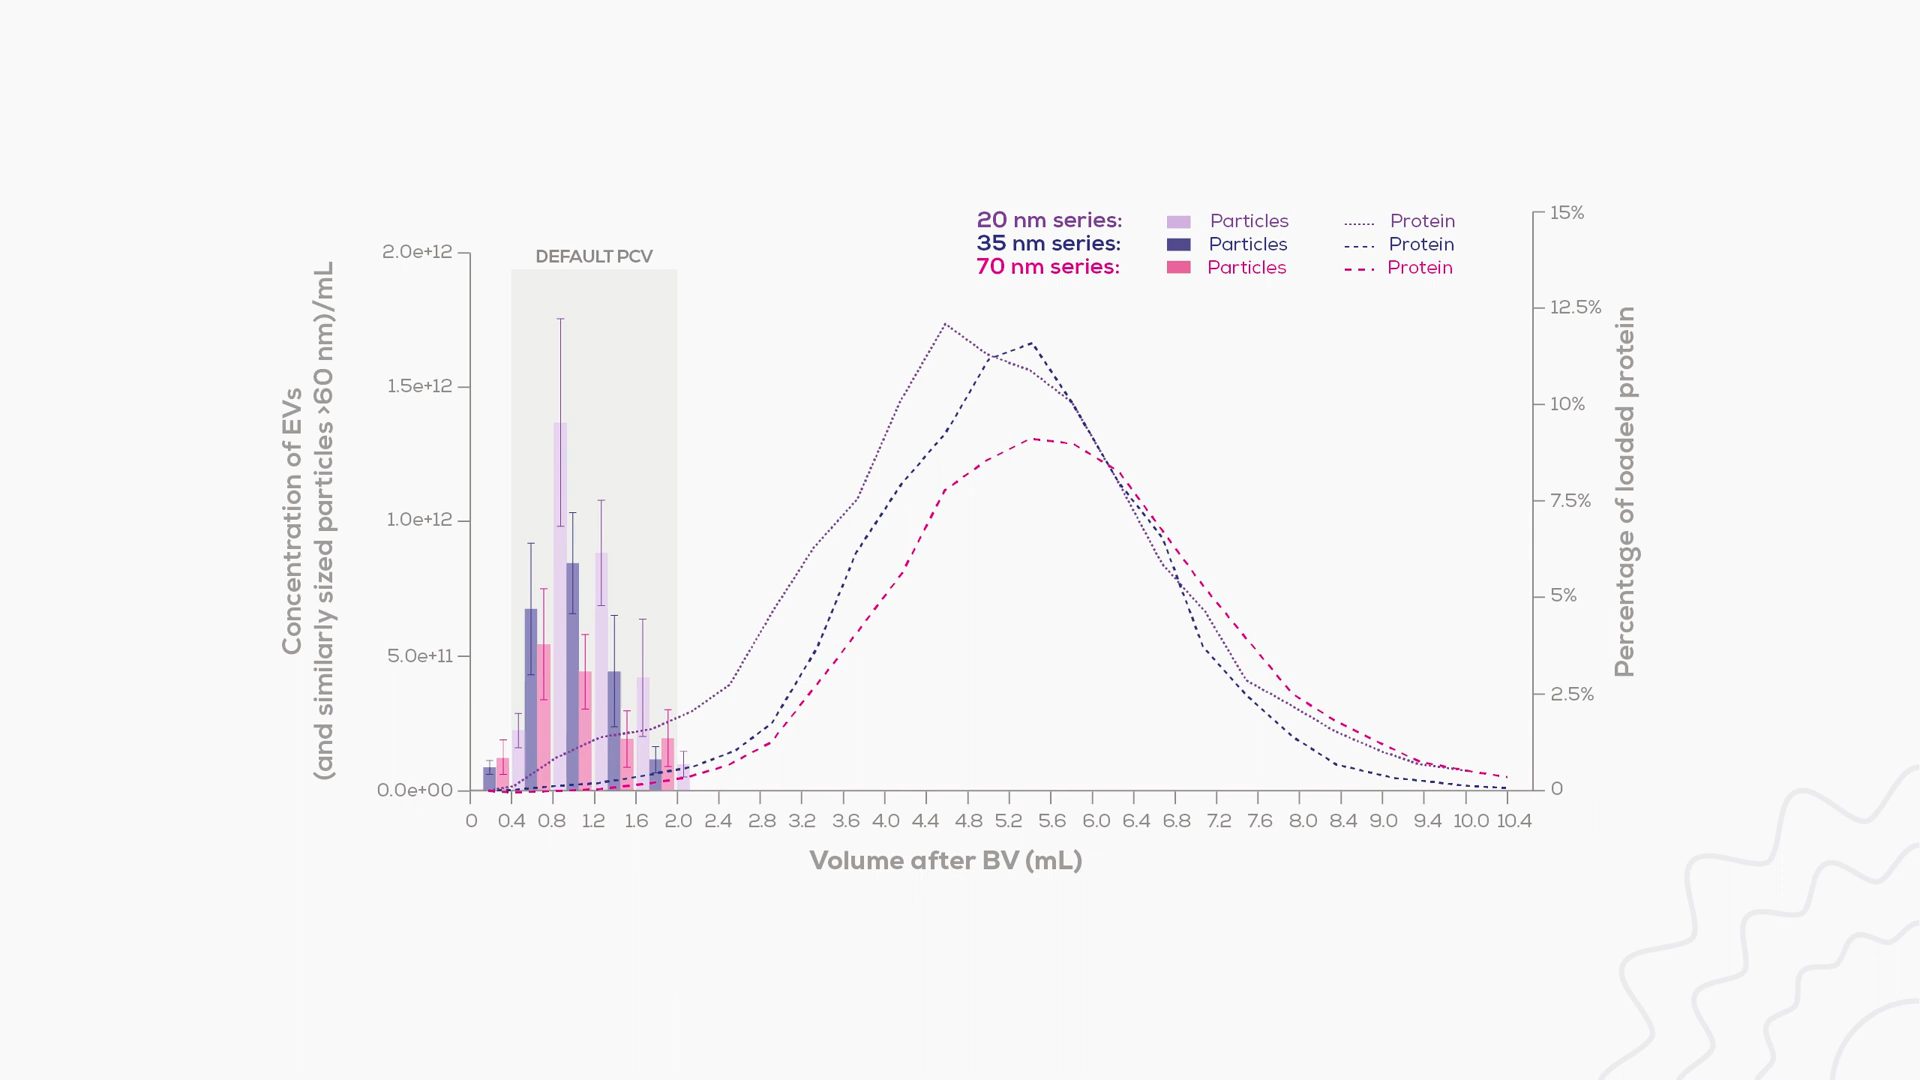 20 nm series: Particles Protein
35 nm series: Particles Protein
70 nm series: Particles Protein
DEFAULT PCV
Concentration of EVs
(and similarly sized particles >60 nm)/mL
2.0e+12
1.5e+12
1.0e+12
5.0e+11
0.0e+00
15%
12.5%
10%
7.5%
5%
2.5%
0
Percentage of loaded protein
0 0.4 0.8 1.2 1.6 2.0 2.4 2.8 3.2 3.6 4.0 4.4 4.8 5.2 5.6 6.0 6.4 6.8 7.2 7.6 8.0 8.4 9.0 9.4 10.0 10.4
Volume after BV (mL)